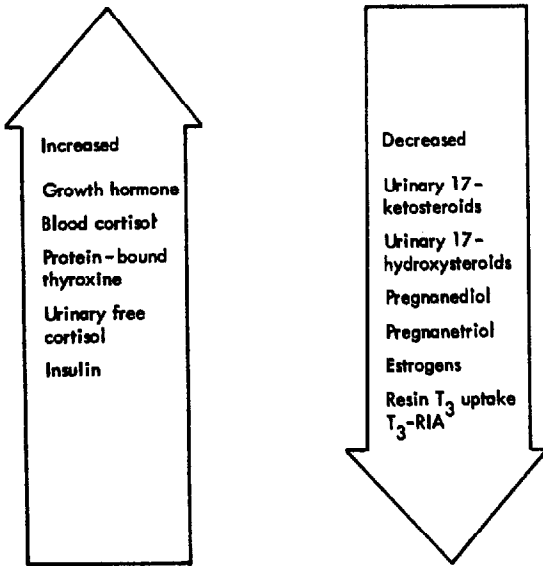 Increased
Growth hormone
Blood cortisol
Protein-bound
thyroxine
Urinary free
cortisol
Insulin
Decreased
Urinary 17-
ketosteroids
Urinary 17-
hydroxysteroids
Pregnanediol
Pregnanetriol
Estrogens
Resin T3 uptake
T3-RIA